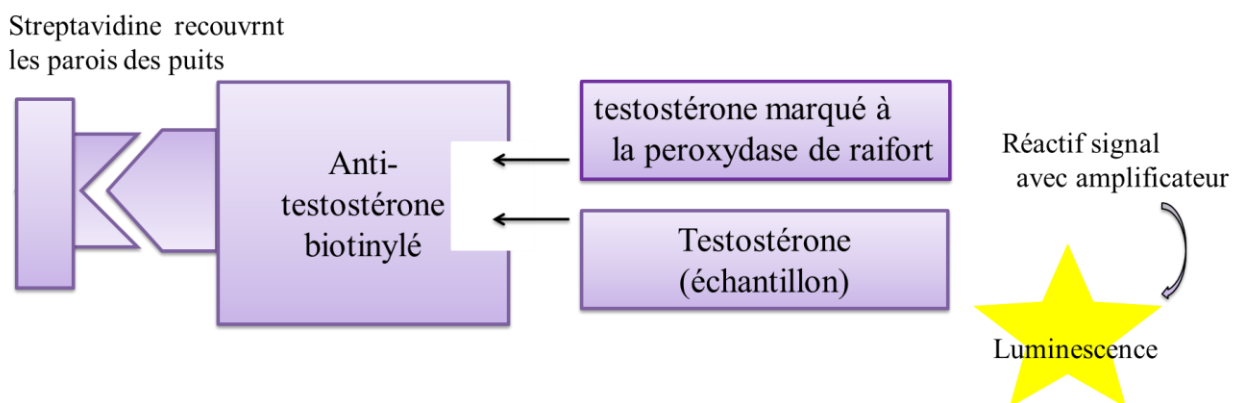 Streptavidine recouvrnt
les parois des puits
Anti-
testostérone
biotinylé
testostérone marqué à
la peroxydase de raifort
Testostérone
(échantillon)
Réactif signal
avec amplificateur
Luminescence